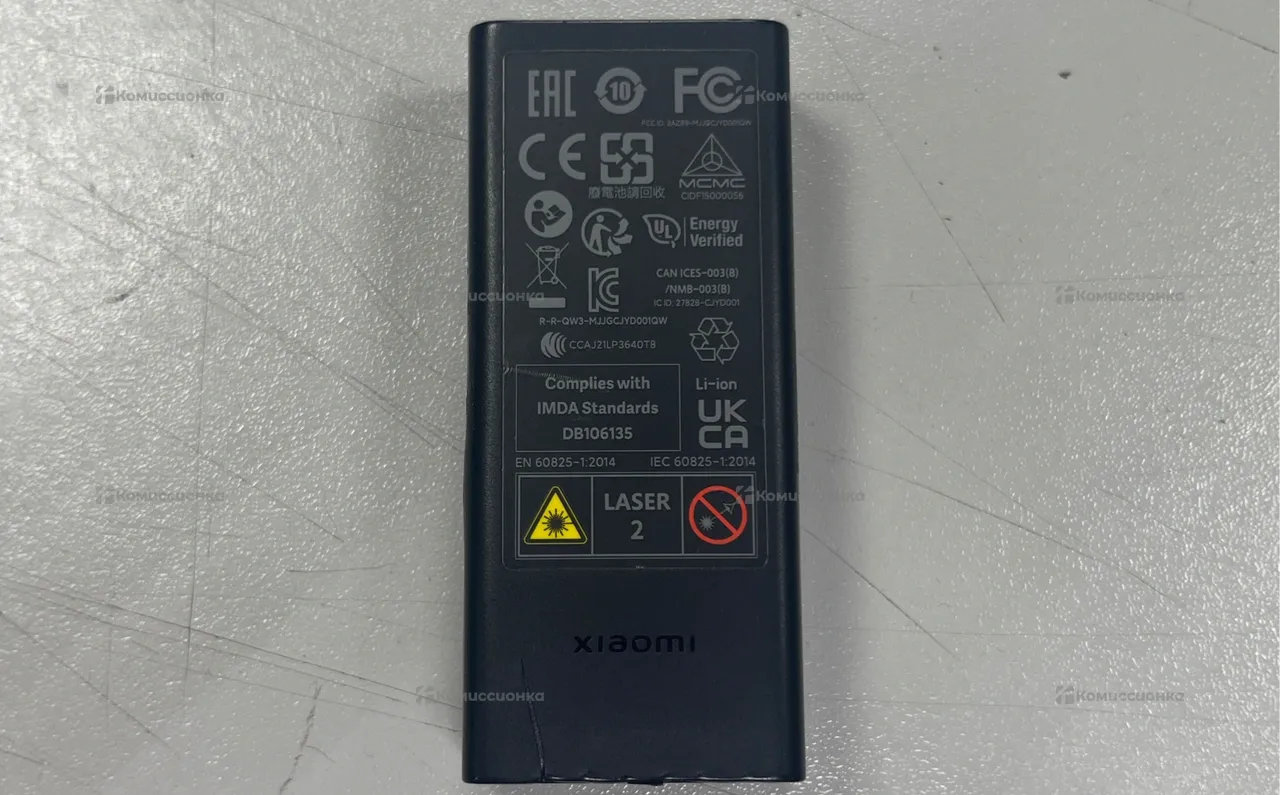 Комиссионка
EAC
10
FC
Комиссионка
CE
廢電池請回收
MCMC
CIDF15000056
UL
Energy
Verified
CAN ICES-003(B)
/NMB-003(B)
IC ID: 27828-CJYD001
Комиссионка
R-R-QW3-MJJGCJYD001QW
CCAJ21LP3640T8
Complies with
IMDA Standards
DB106135
Li-ion
UK
CA
EN 60825-1:2014
IEC 60825-1:2014
Комиссионка
LASER
2
Комиссионка
xiaomi
Комиссионка